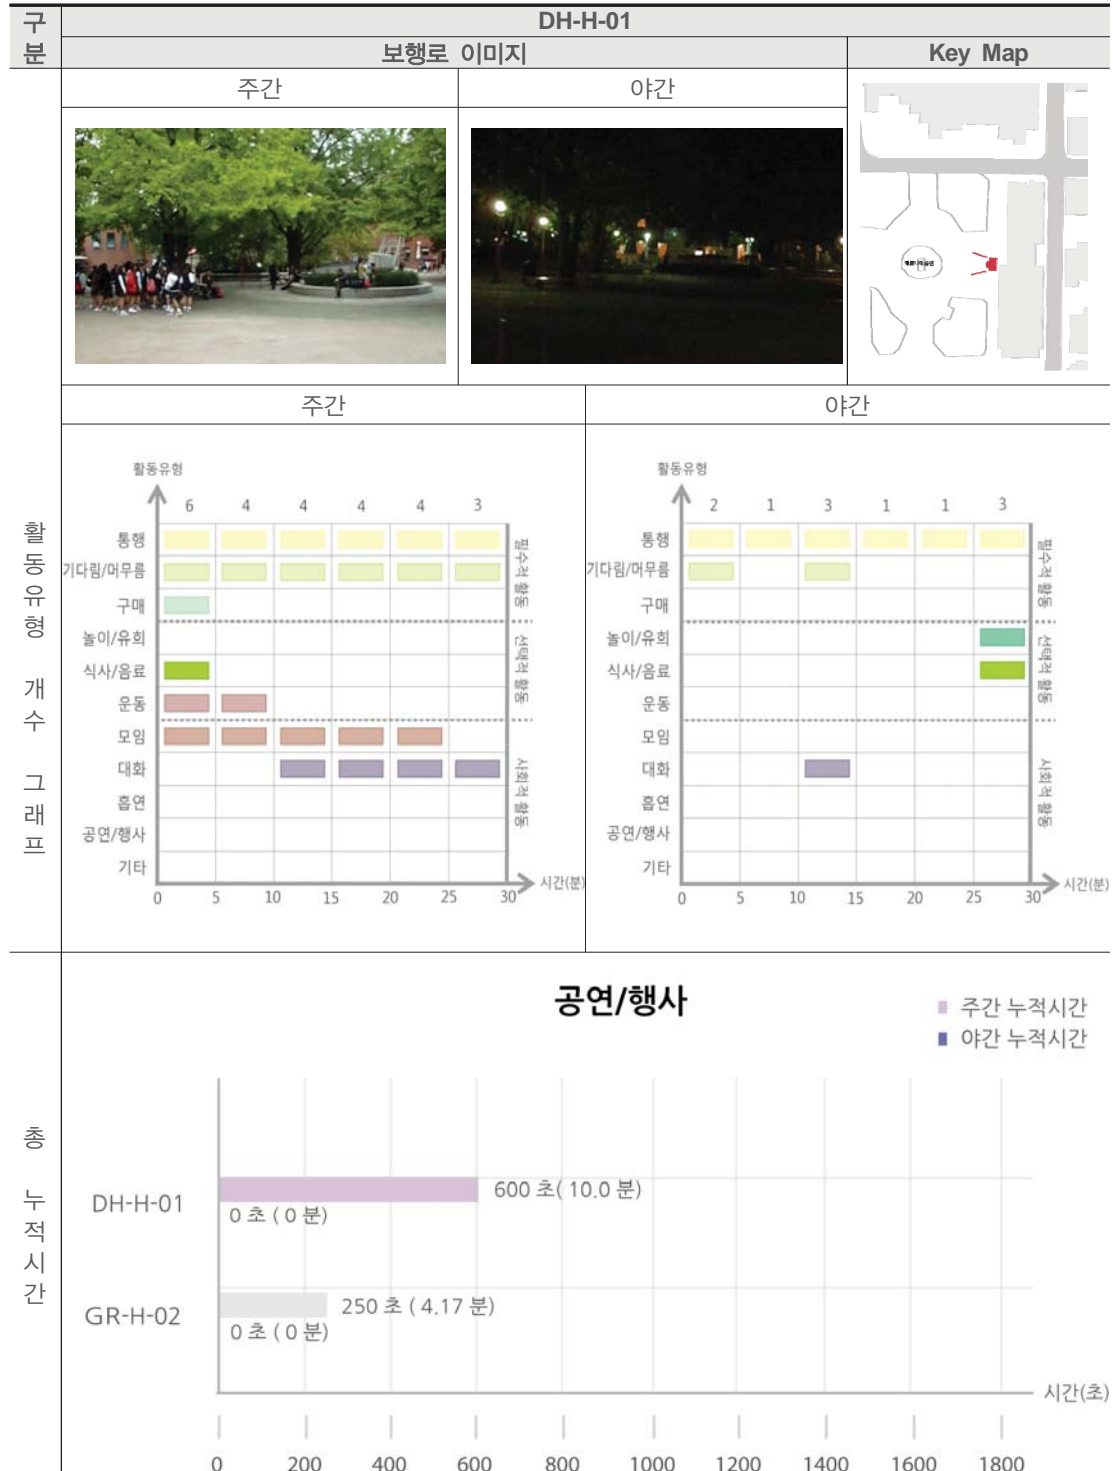 구분
DH-H-01
보행로 이미지
Key Map
주간
야간
활동유형 개수 그래프
주간
야간
활동유형
6 4 4 4 4 3
통행
기다림/머무름
구매
놀이/유희
식사/음료
운동
모임
대화
흡연
공연/행사
기타
필수적 활동
선택적 활동
사회적 활동
0 5 10 15 20 25 30
시간(분)
활동유형
2 1 3 1 1 3
통행
기다림/머무름
구매
놀이/유희
식사/음료
운동
모임
대화
흡연
공연/행사
기타
필수적 활동
선택적 활동
사회적 활동
0 5 10 15 20 25 30
시간(분)
총 누적시간
공연/행사
주간 누적시간
야간 누적시간
DH-H-01
600 초( 10.0 분)
0 초 ( 0 분)
GR-H-02
250 초 ( 4.17 분)
0 초 ( 0 분)
시간(초)
0 200 400 600 800 1000 1200 1400 1600 1800